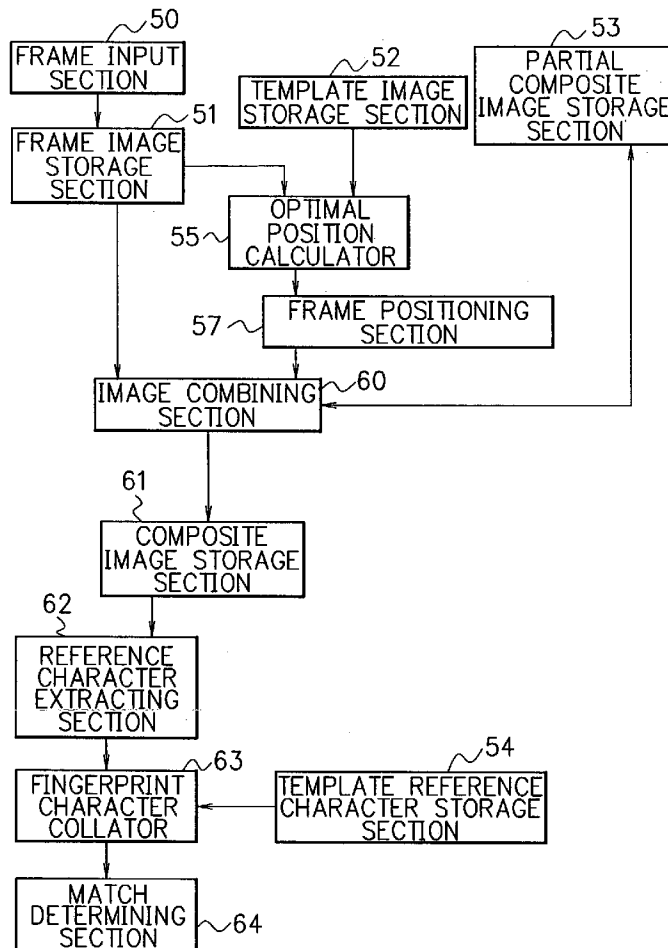 50
FRAME INPUT
SECTION
51
FRAME IMAGE
STORAGE
SECTION
52
TEMPLATE IMAGE
STORAGE SECTION
53
PARTIAL
COMPOSITE
IMAGE STORAGE
SECTION
55
OPTIMAL
POSITION
CALCULATOR
57
FRAME POSITIONING
SECTION
60
IMAGE COMBINING
SECTION
61
COMPOSITE
IMAGE STORAGE
SECTION
62
REFERENCE
CHARACTER
EXTRACTING
SECTION
63
FINGERPRINT
CHARACTER
COLLATOR
54
TEMPLATE REFERENCE
CHARACTER STORAGE
SECTION
MATCH
DETERMINING
SECTION
64